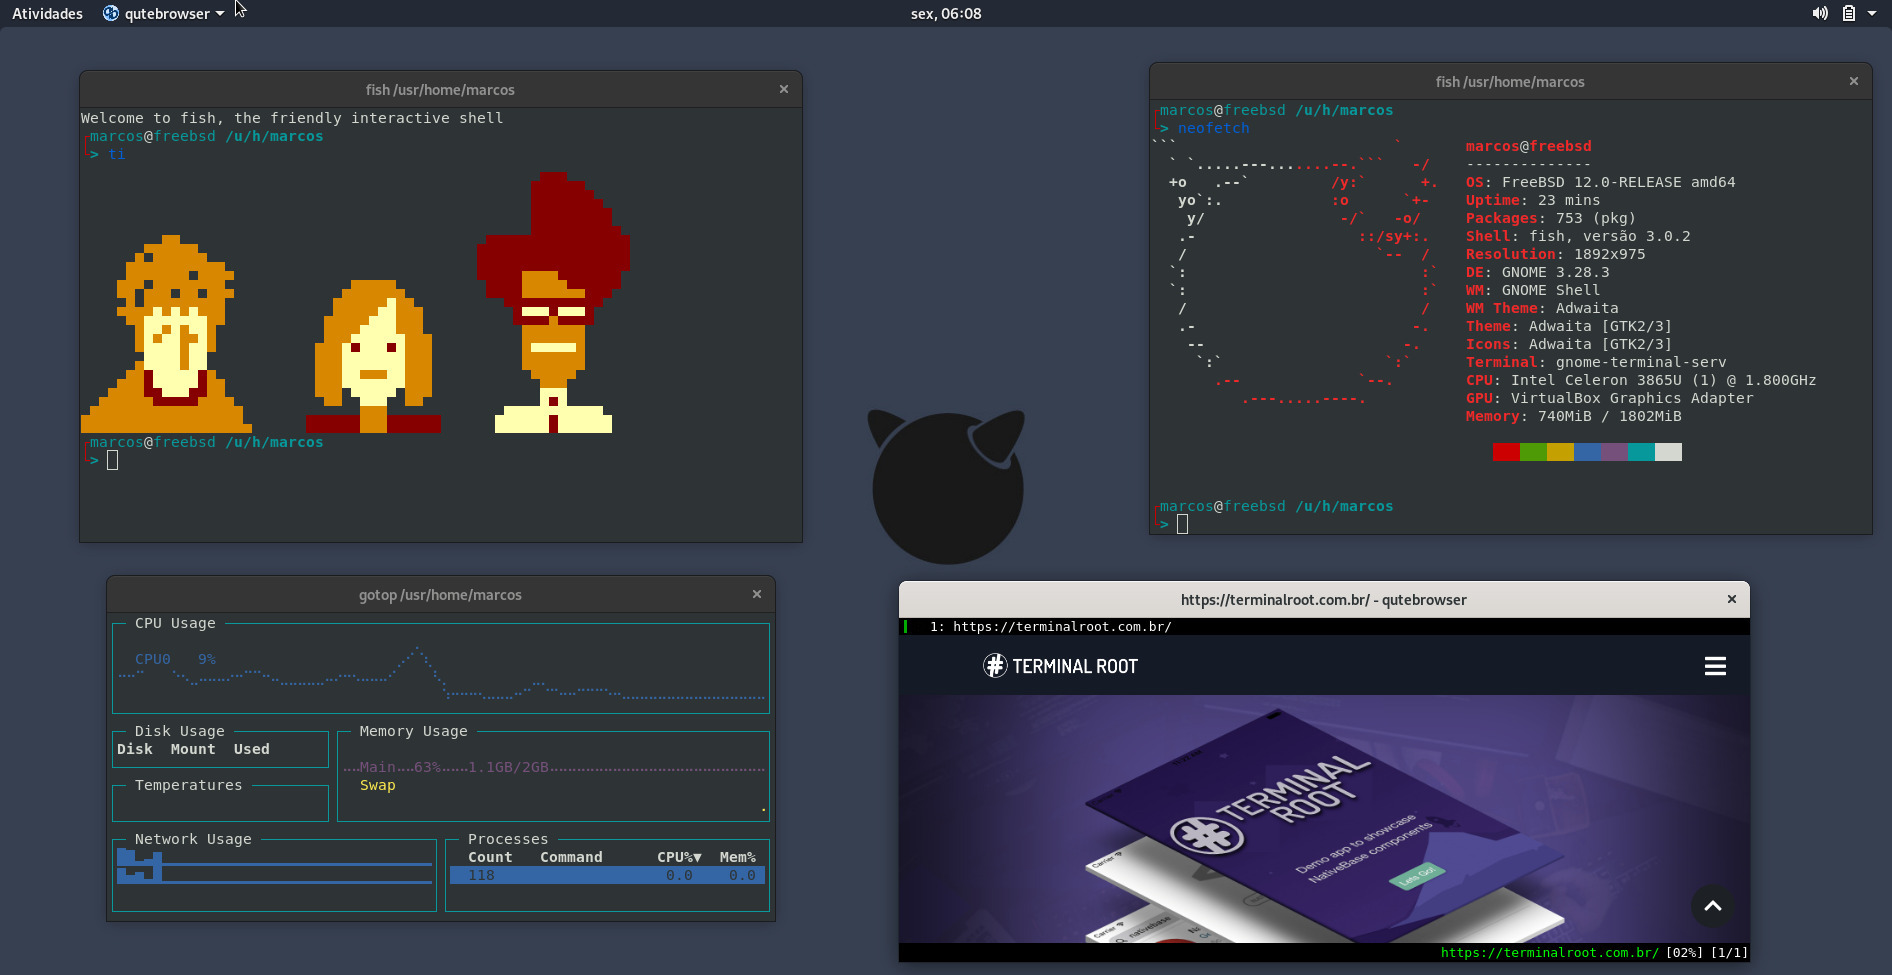 Atividades qutebrowser
sex, 06:08
fish /usr/home/marcos
Welcome to fish, the friendly interactive shell
marcos@freebsd /u/h/marcos
> ti
marcos@freebsd /u/h/marcos
>
fish /usr/home/marcos
marcos@freebsd /u/h/marcos
> neofetch
marcos@freebsd
--------------
OS: FreeBSD 12.0-RELEASE amd64
Uptime: 23 mins
Packages: 753 (pkg)
Shell: fish, versão 3.0.2
Resolution: 1892x975
DE: GNOME 3.28.3
WM: GNOME Shell
WM Theme: Adwaita
Theme: Adwaita [GTK2/3]
Icons: Adwaita [GTK2/3]
Terminal: gnome-terminal-serv
CPU: Intel Celeron 3865U (1) @ 1.800GHz
GPU: VirtualBox Graphics Adapter
Memory: 740MiB / 1802MiB
marcos@freebsd /u/h/marcos
>
gotop /usr/home/marcos
CPU Usage
CPU0 9%
Disk Usage
Disk Mount Used
Temperatures
Memory Usage
Main 63% 1.1GB/2GB
Swap
Network Usage
Processes
Count Command CPU%▼ Mem%
118 0.0 0.0
https://terminalroot.com.br/ - qutebrowser
1: https://terminalroot.com.br/
TERMINAL ROOT
TERMINAL
ROOT
Demo app to showcase
NativeBase components
Lets Go!
Carrier
Carrier
nativebase
https://terminalroot.com.br/ [02%] [1/1]